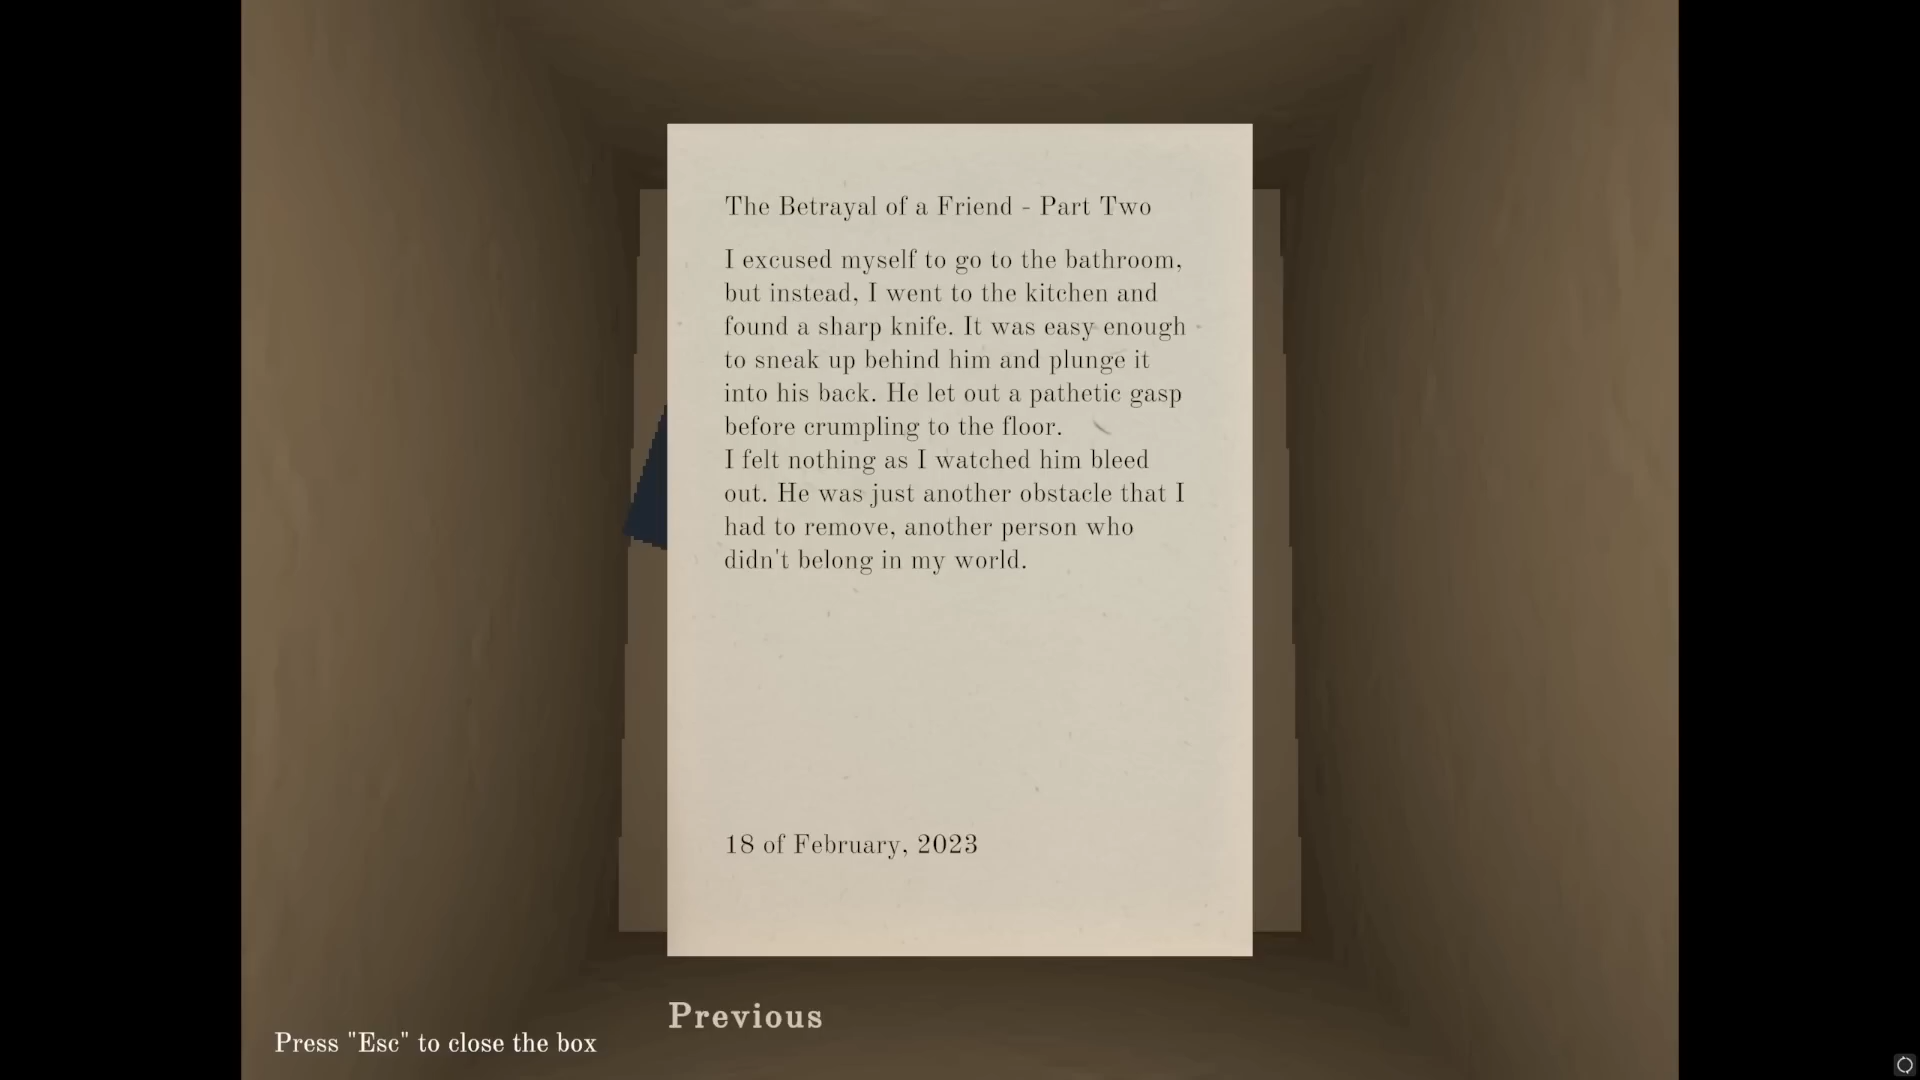 The Betrayal of a Friend - Part Two
I excused myself to go to the bathroom,
but instead, I went to the kitchen and
found a sharp knife. It was easy enough
to sneak up behind him and plunge it
into his back. He let out a pathetic gasp
before crumpling to the floor.
I felt nothing as I watched him bleed
out. He was just another obstacle that I
had to remove, another person who
didn't belong in my world.
18 of February, 2023
Previous
Press "Esc" to close the box